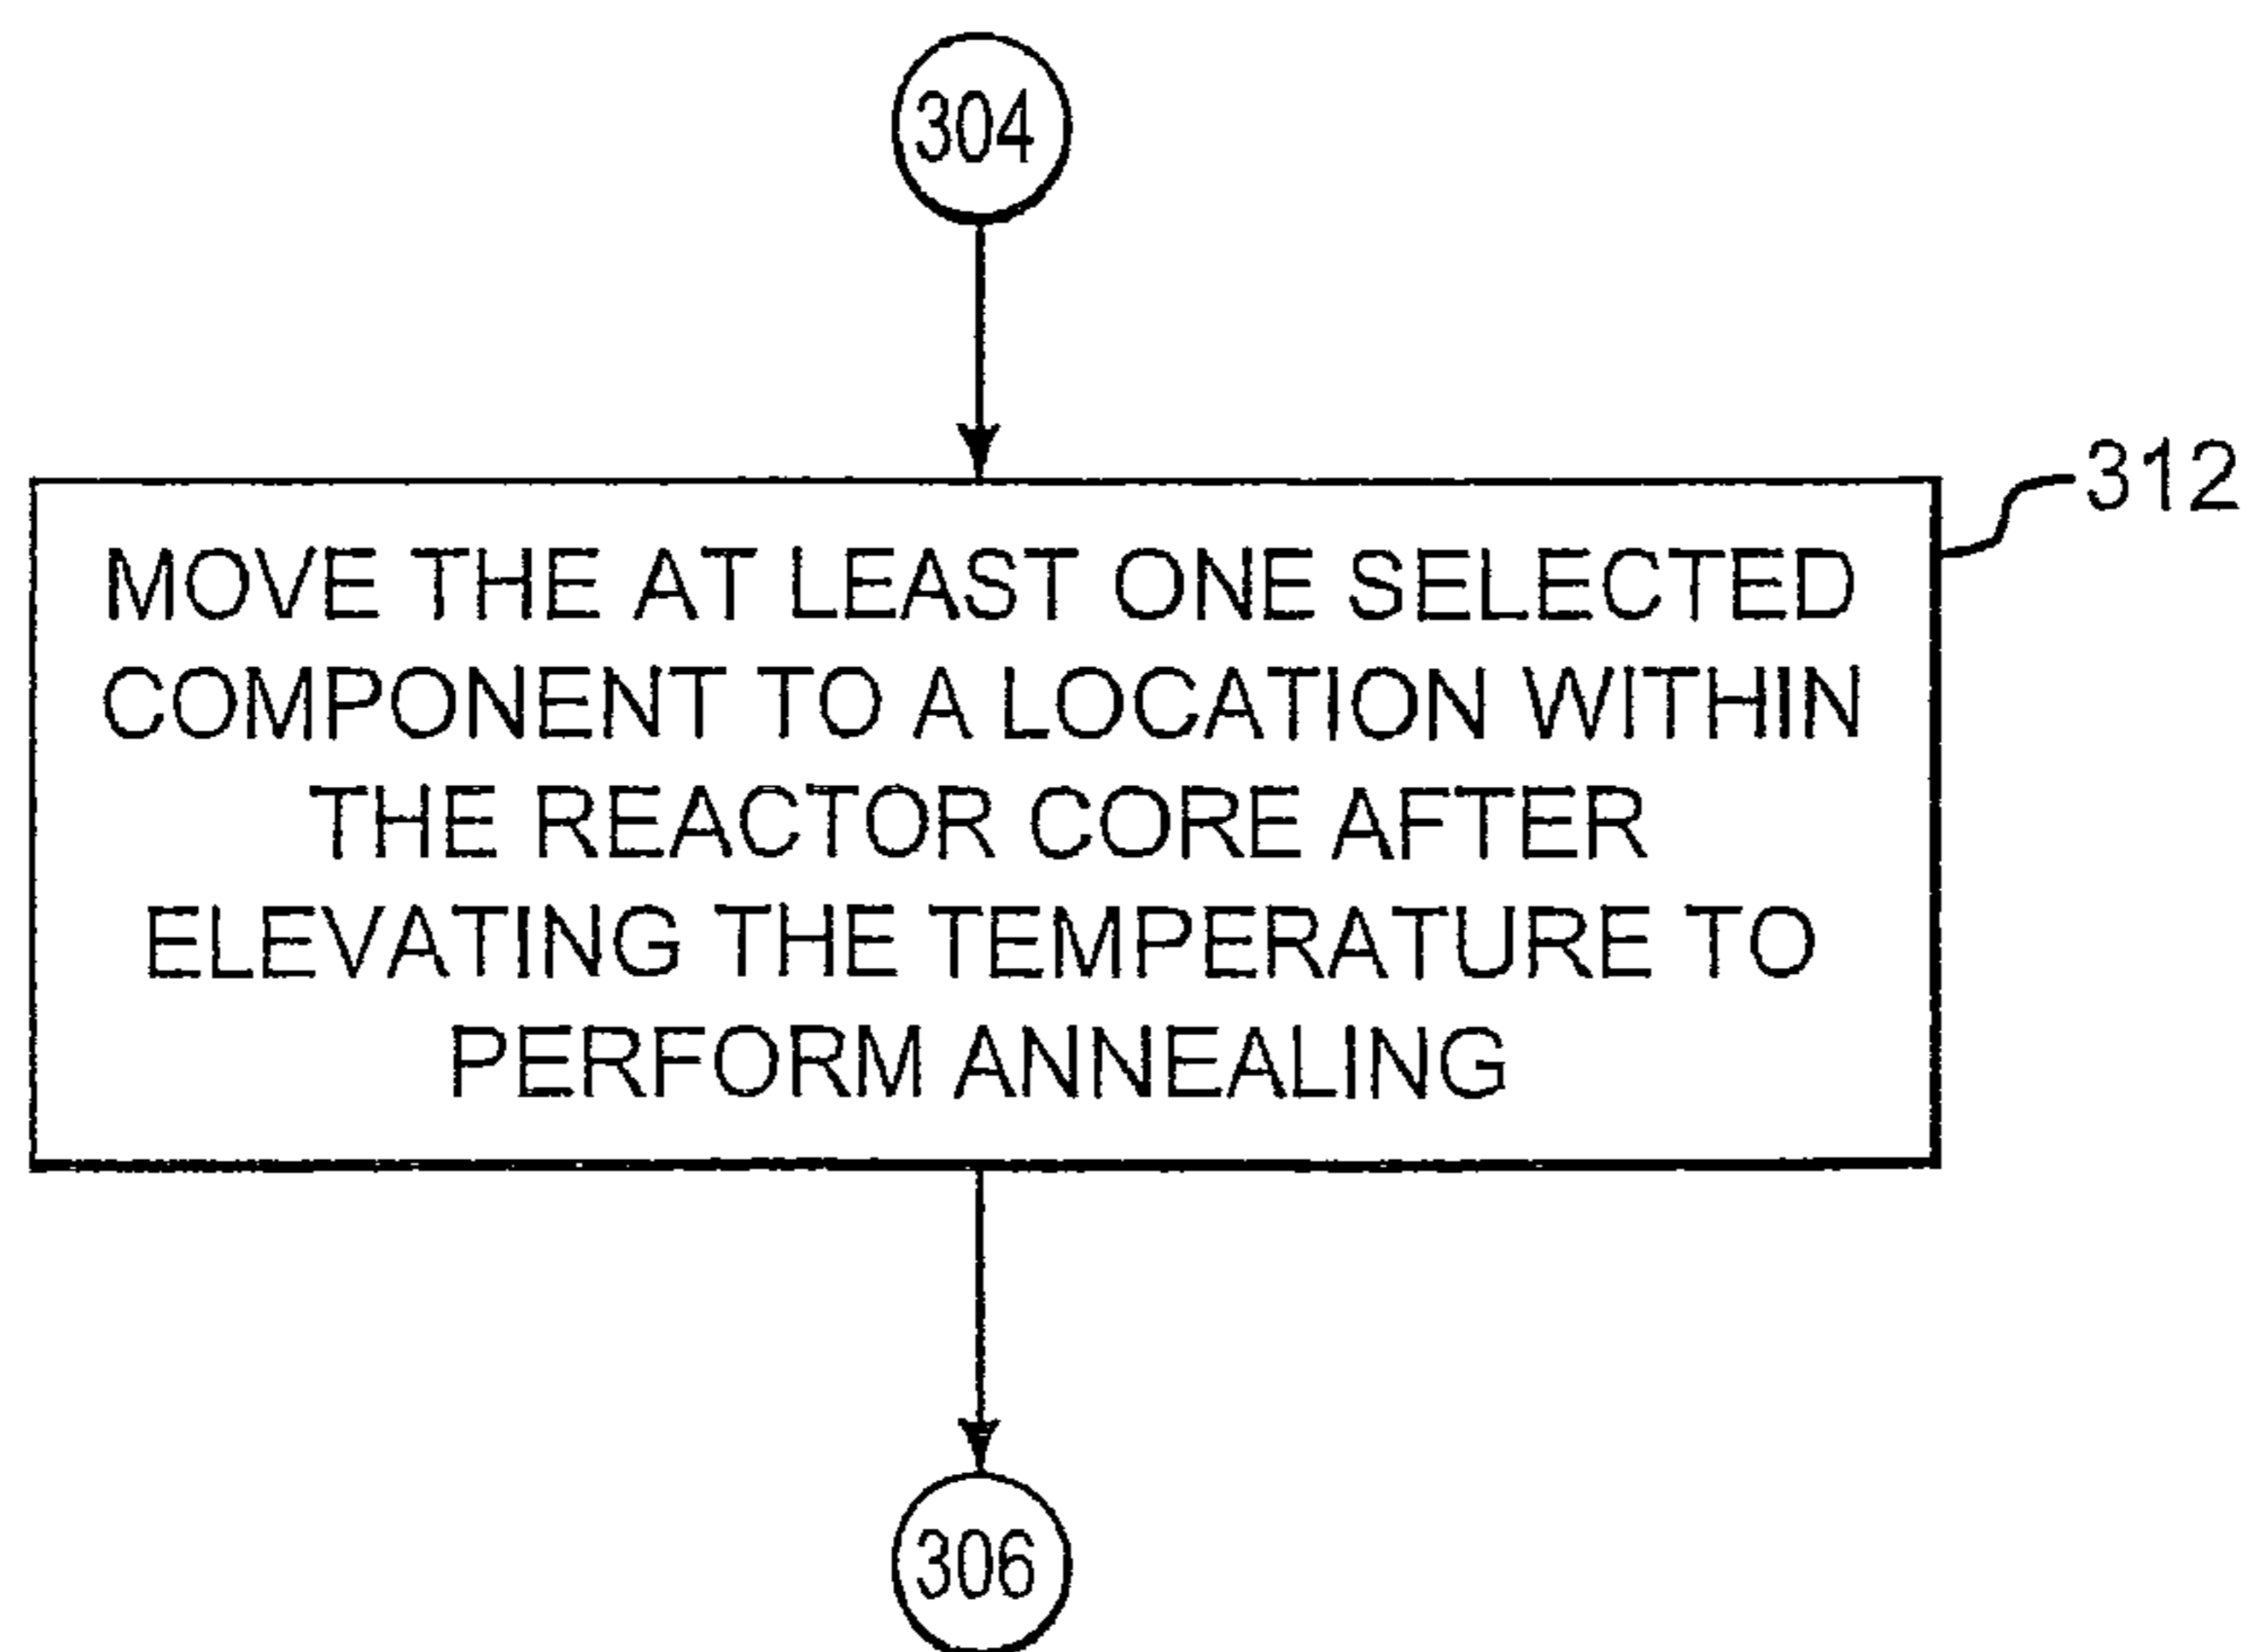 304
312
MOVE THE AT LEAST ONE SELECTED
COMPONENT TO A LOCATION WITHIN
THE REACTOR CORE AFTER
ELEVATING THE TEMPERATURE TO
PERFORM ANNEALING
306